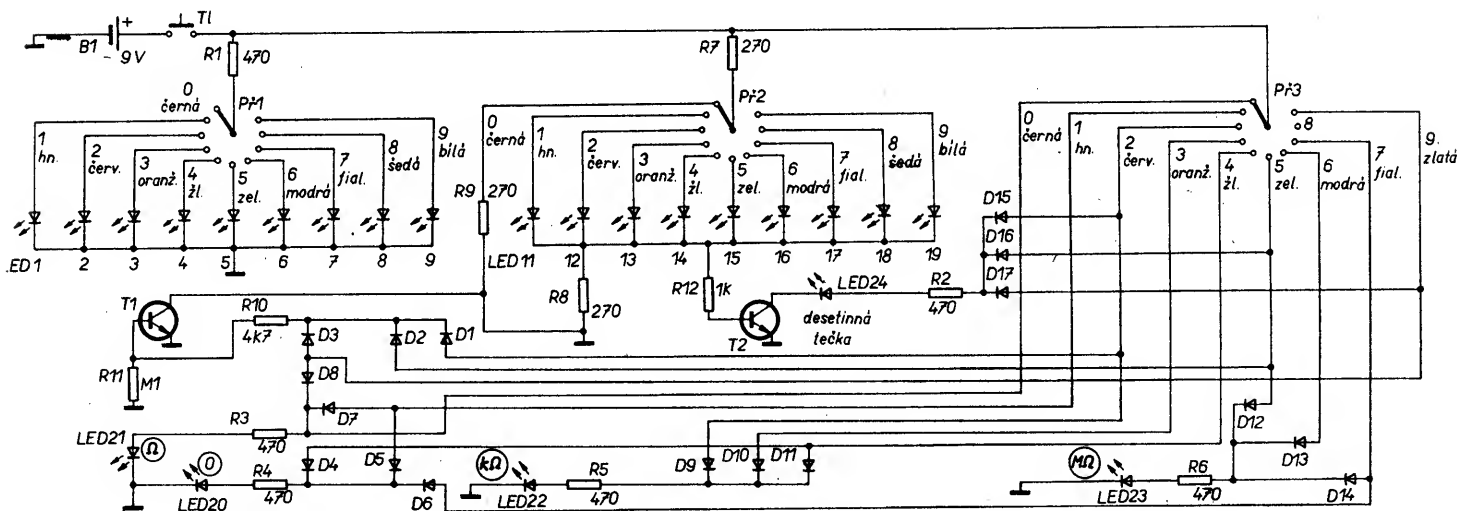 B1
+
- 9V
Tl
R1
470
0
černá
Př1
1
hn.
2
červ.
3
oranž.
4
žl.
5
zel.
6
modrá
7
fial.
8
šedá
9
bílá
LED1 2 3 4 5 6 7 8 9
R7
270
0
černá
Př2
1
hn.
2
červ.
3
oranž.
4
žl.
5
zel.
6
modrá
7
fial.
8
šedá
9
bílá
R9
270
LED11 12 13 14 15 16 17 18 19
R8
270
R12
1k
T2
LED24
desetinná
tečka
R2
470
D15
D16
D17
Př3
0
černá
1
hn.
2
červ.
3
oranž.
4
žl.
5
zel.
6
modrá
7
fial.
8
9
zlatá
T1
R10
4k7
D3
D2
D1
R11
M1
D8
D7
R3
470
LED21
Ω
0
LED20
R4
470
D4
D5
D6
kΩ
LED22
R5
470
D9
D10
D11
MΩ
LED23
R6
470
D12
D13
D14